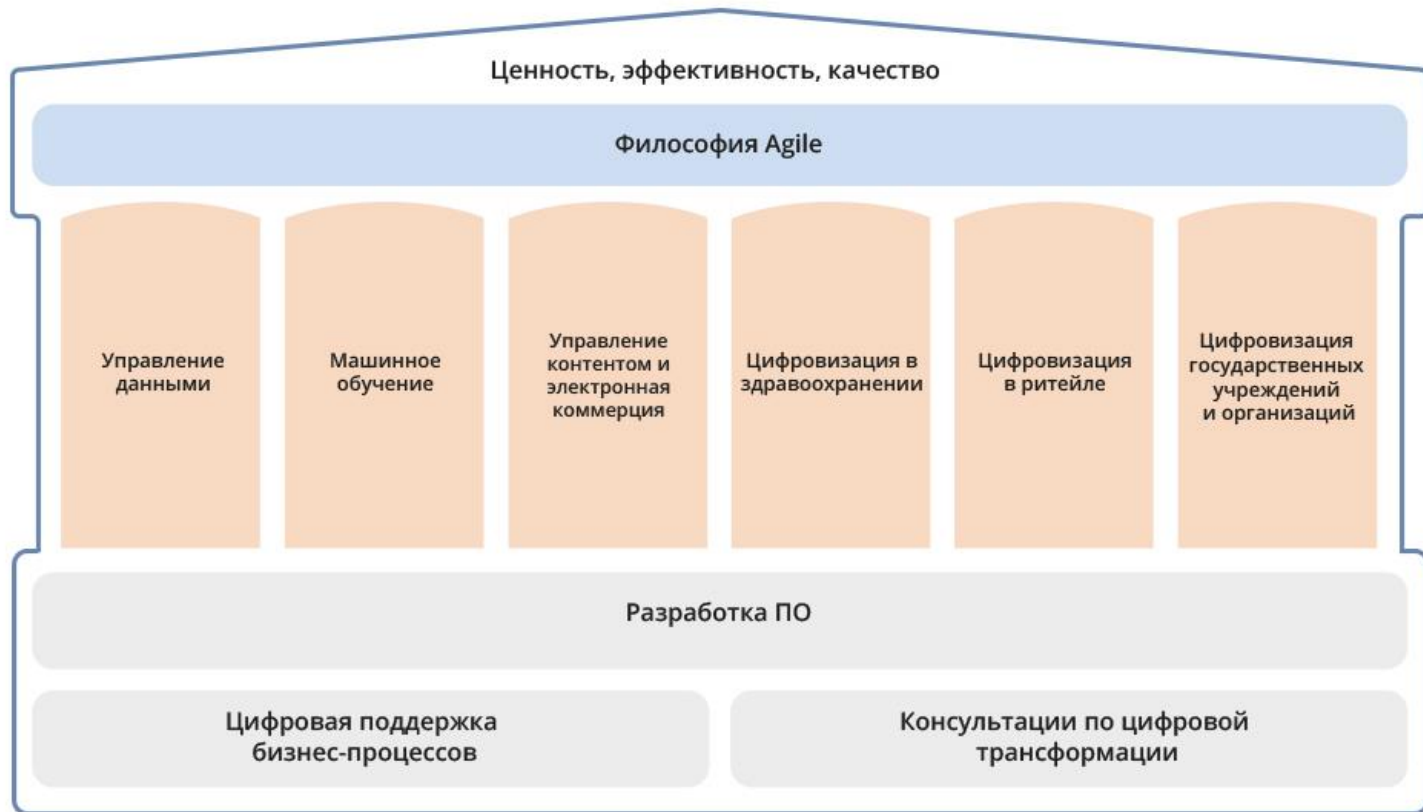 Ценность, эффективность, качество
Философия Agile
Управление
данными
Машинное
обучение
Управление
контентом и
электронная
коммерция
Цифровизация в
здравоохранении
Цифровизация
в ритейле
Цифровизация
государственных
учреждений
и организаций
Разработка ПО
Цифровая поддержка
бизнес-процессов
Консультации по цифровой
трансформации